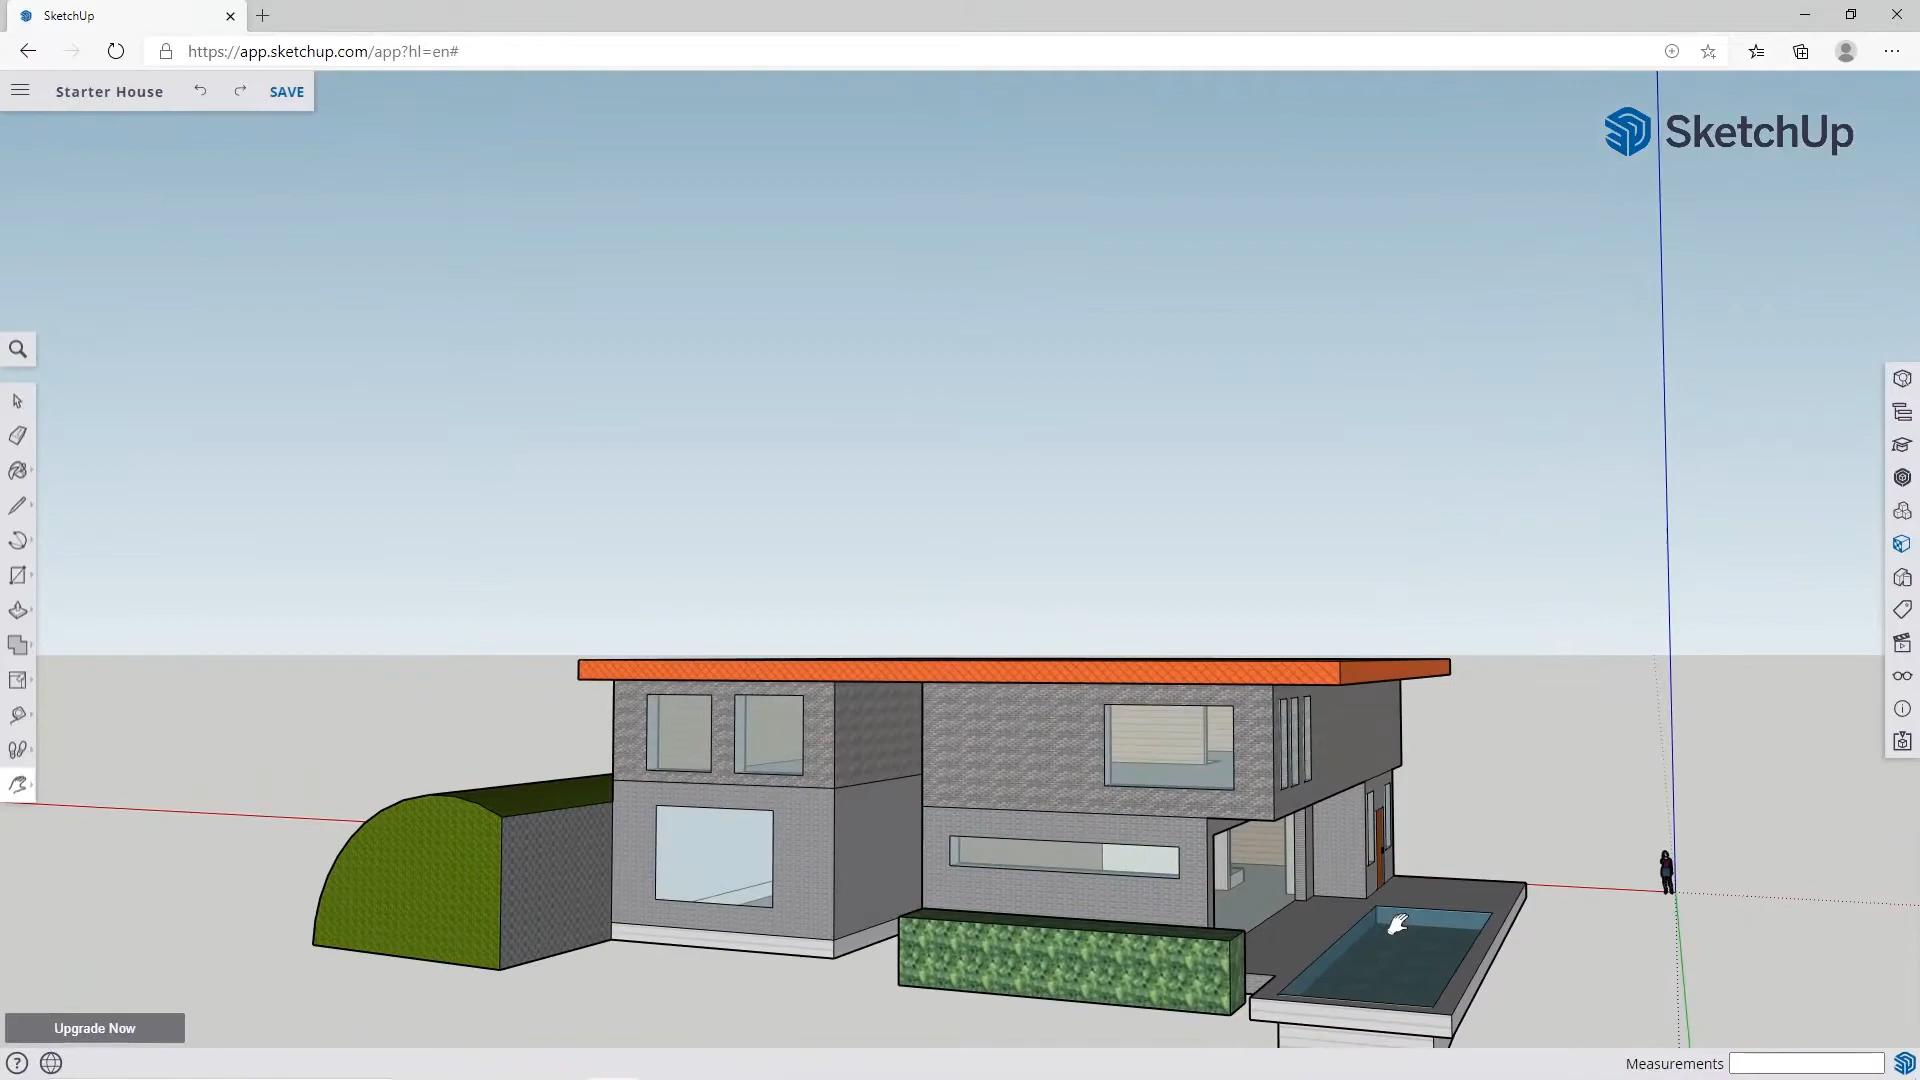 SketchUp
https://app.sketchup.com/app?hl=en#
Starter House
SAVE
SketchUp
Upgrade Now
Measurements